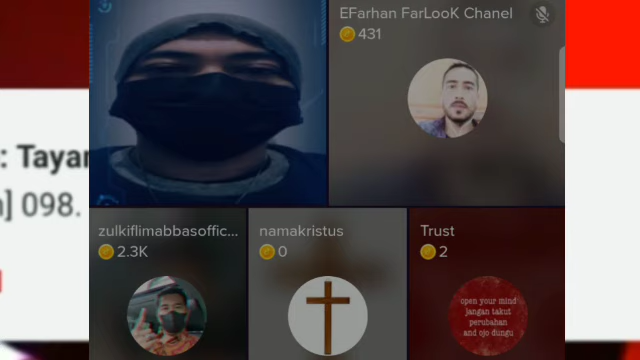 EFarhan FarLooK Chanel
431
: Tayan
] 098.
zulkiflimabbasoffic...
2.3K
namakristus
0
Trust
2
open your mind
jangan takut
perubahan
and ojo dungu